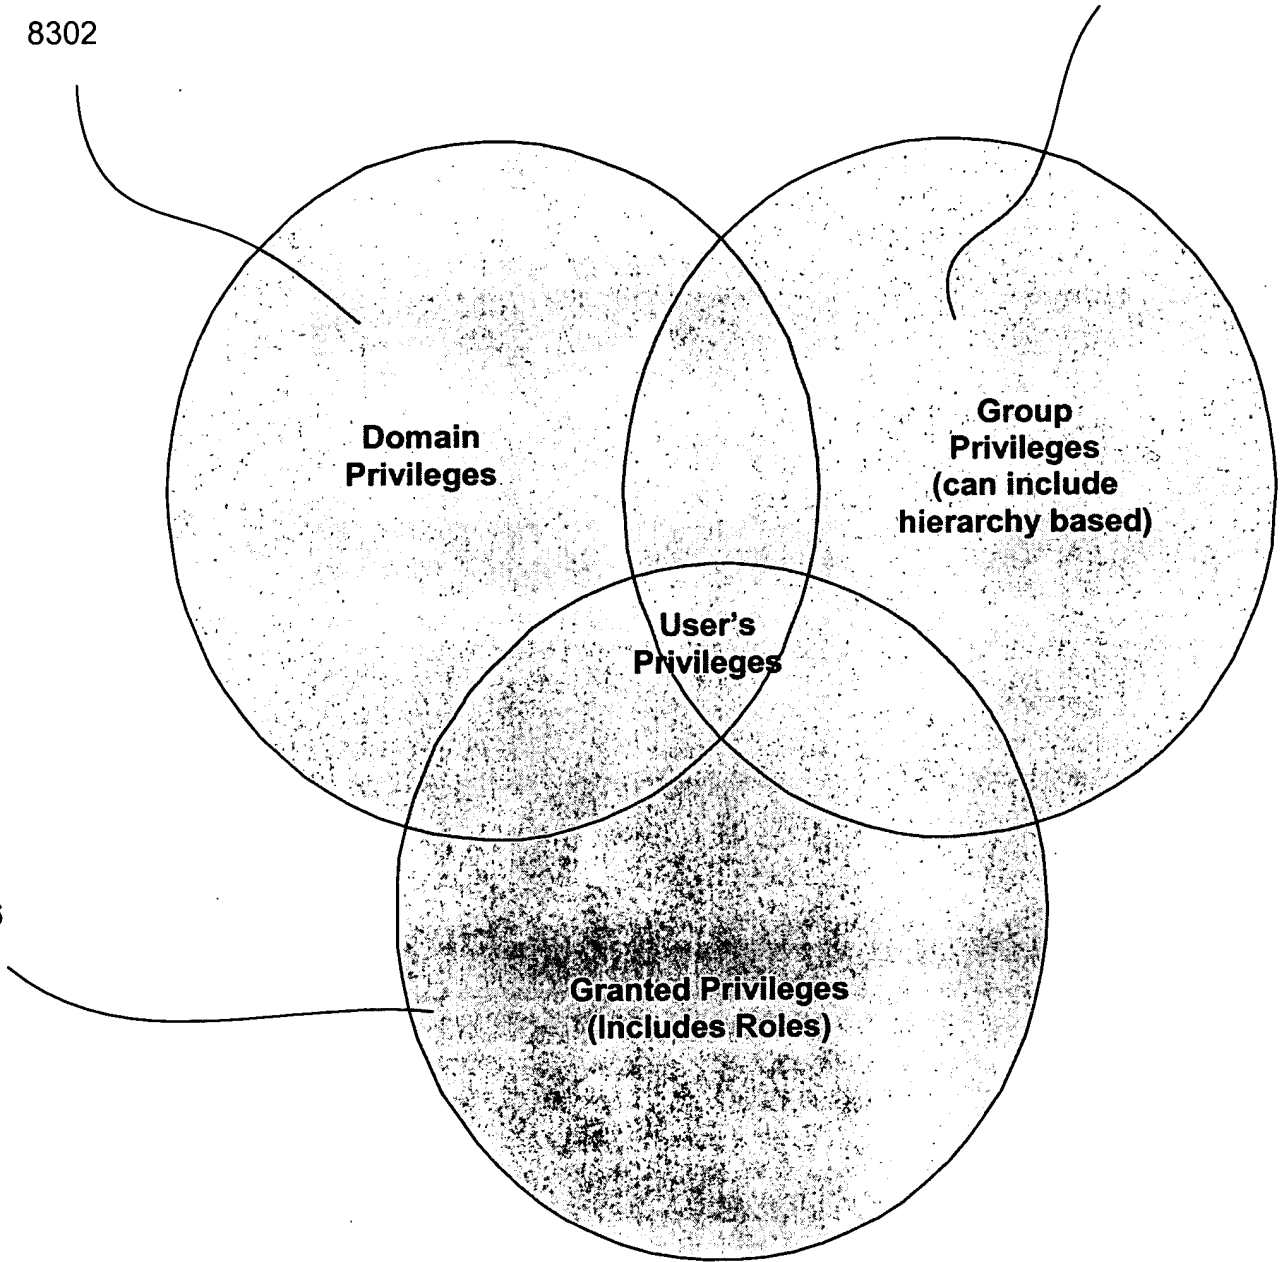 8302
Domain
Privileges
Group
Privileges
(can include
hierarchy based)
User's
Privileges
Granted Privileges
(Includes Roles)